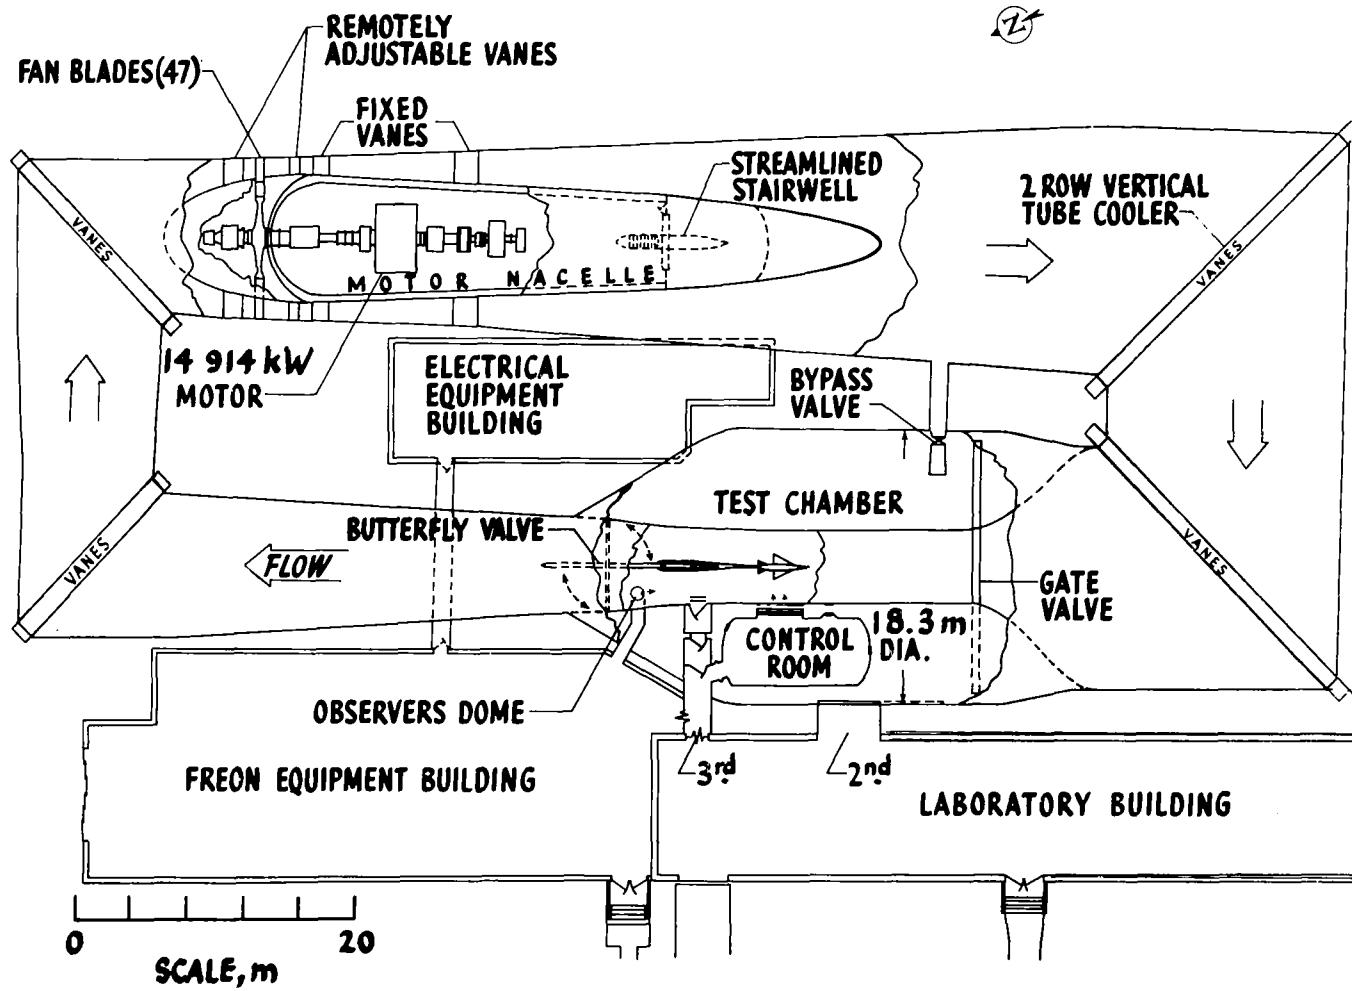 N
REMOTELY
ADJUSTABLE VANES
FAN BLADES(47)
FIXED
VANES
STREAMLINED
STAIRWELL
2 ROW VERTICAL
TUBE COOLER
VANES
VANES
MOTOR NACELLE
14 914 kW
MOTOR
ELECTRICAL
EQUIPMENT
BUILDING
BYPASS
VALVE
TEST CHAMBER
BUTTERFLY VALVE
FLOW
VANES
VANES
GATE
VALVE
CONTROL
ROOM
18.3 m
DIA.
OBSERVERS DOME
3rd
2nd
FREON EQUIPMENT BUILDING
LABORATORY BUILDING
0 20
SCALE, m